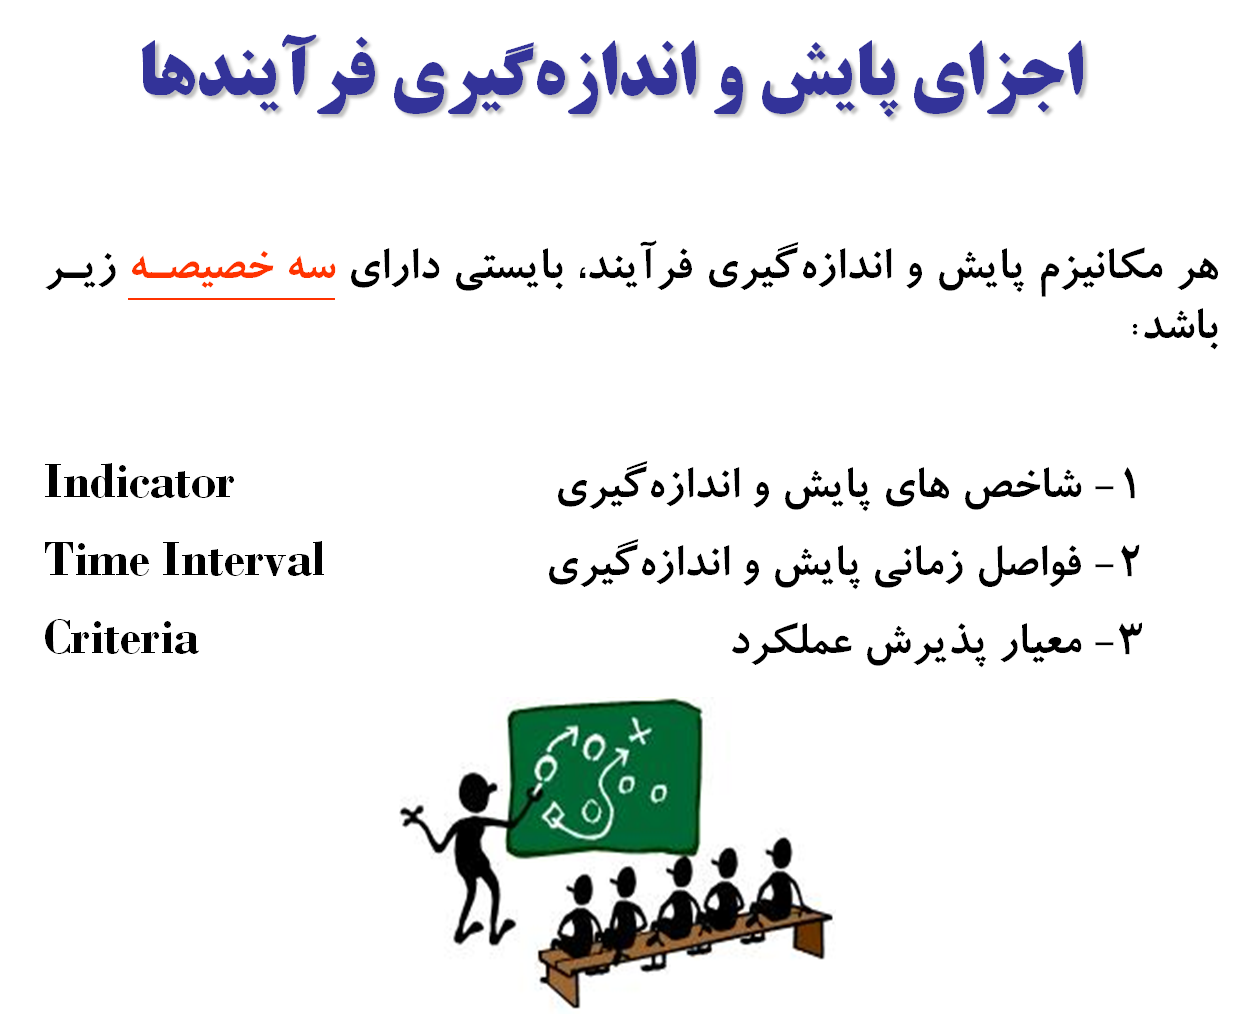 اجزای پایش و اندازه‌گیری فرآیندها
هر مکانیزم پایش و اندازه‌گیری فرآیند، بایستی دارای سه خصیصه زیر
باشد:
۱- شاخص های پایش و اندازه‌گیری Indicator
۲- فواصل زمانی پایش و اندازه‌گیری Time Interval
۳- معیار پذیرش عملکرد Criteria